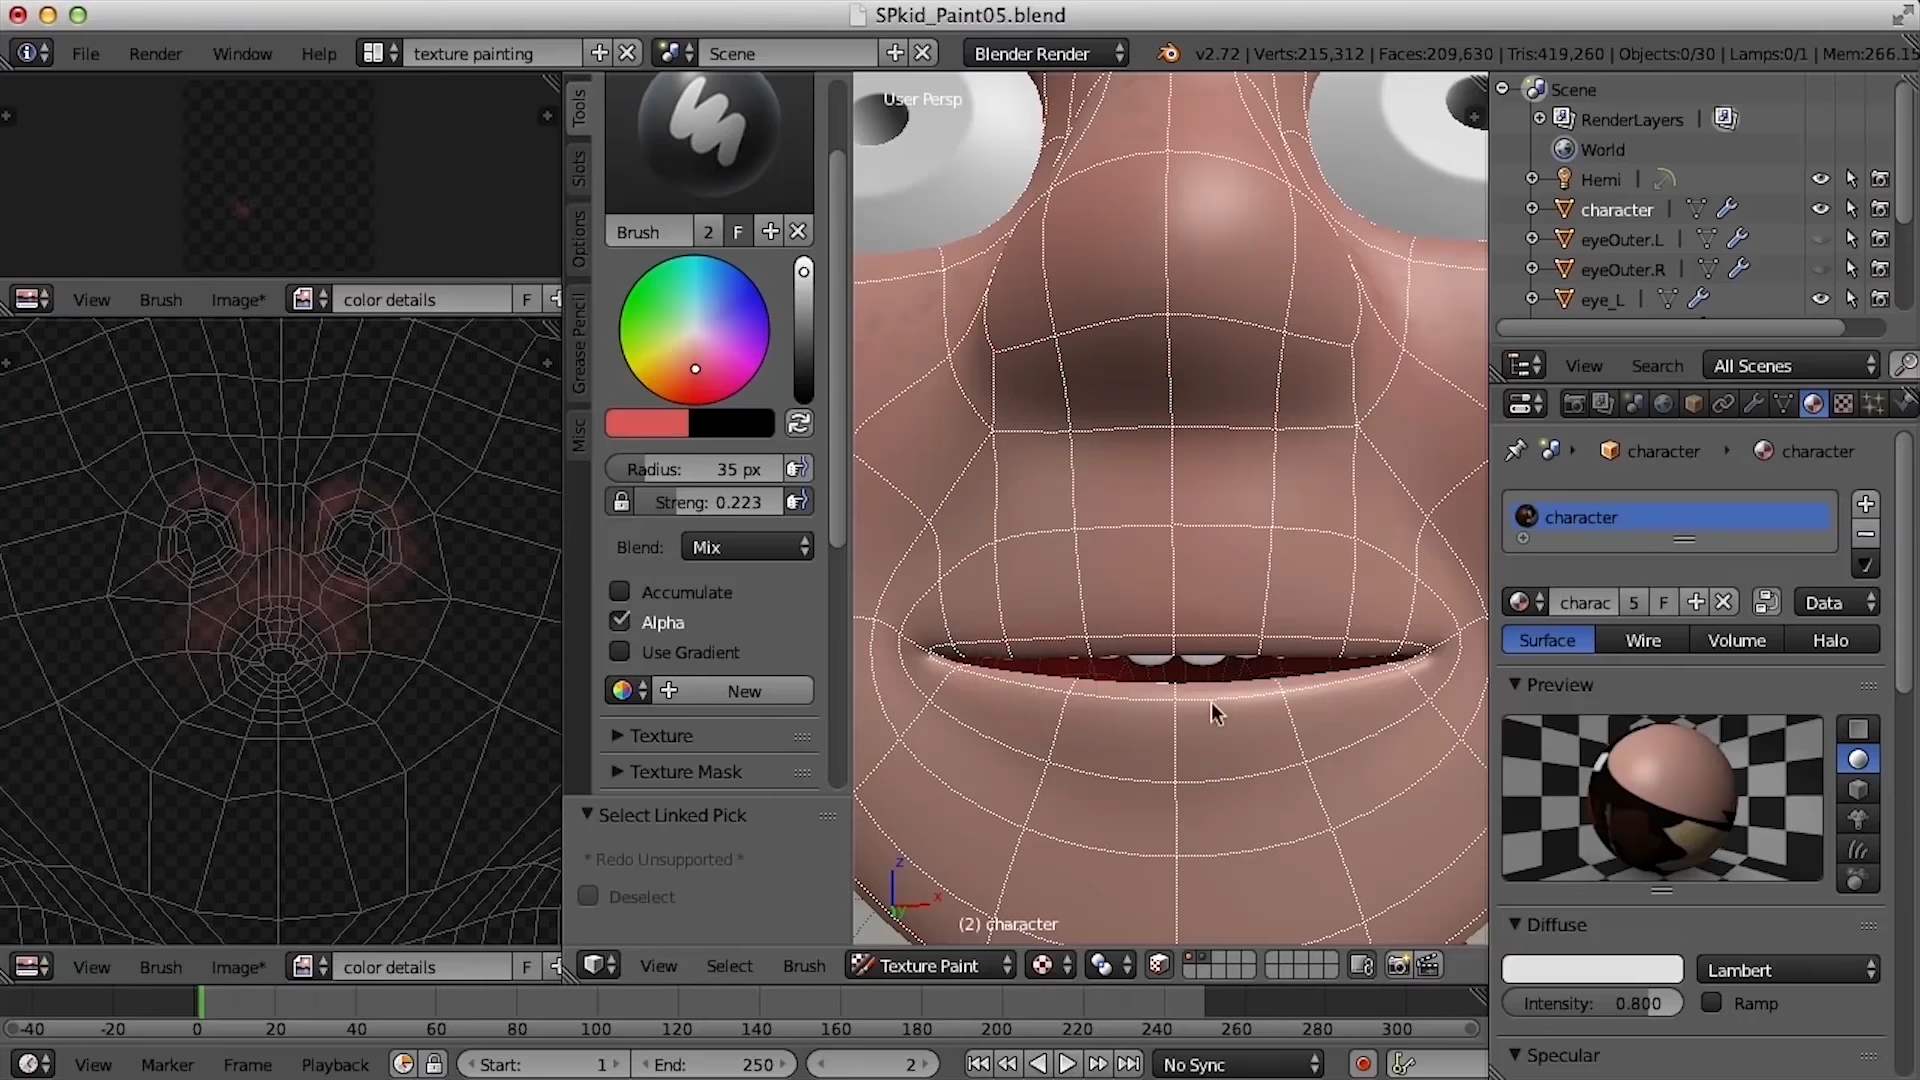 SPkid_Paint05.blend
File Render Window Help texture painting Scene Blender Render v2.72 | Verts:215,312 | Faces:209,630 | Tris:419,260 | Objects:0/30 | Lamps:0/1 | Mem:266.15
User Persp
Tools
Slots
Options
Grease Pencil
Misc
Brush 2 F
View Brush Image* color details F
Radius: 35 px
Streng: 0.223
Blend: Mix
Accumulate
Alpha
Use Gradient
New
Texture
Texture Mask
Select Linked Pick
* Redo Unsupported *
Deselect
z
x
y
(2) character
View Brush Image* color details F
View Select Brush Texture Paint
Scene
RenderLayers |
World
Hemi |
character
eyeOuter.L |
eyeOuter.R |
eye_L |
View Search All Scenes
character character
character
charac 5 F Data
Surface Wire Volume Halo
Preview
Diffuse
Lambert
Intensity: 0.800 Ramp
Specular
-40 -20 0 20 40 60 80 100 120 140 160 180 200 220 240 260 280 300
View Marker Frame Playback Start: 1 End: 250 2 No Sync